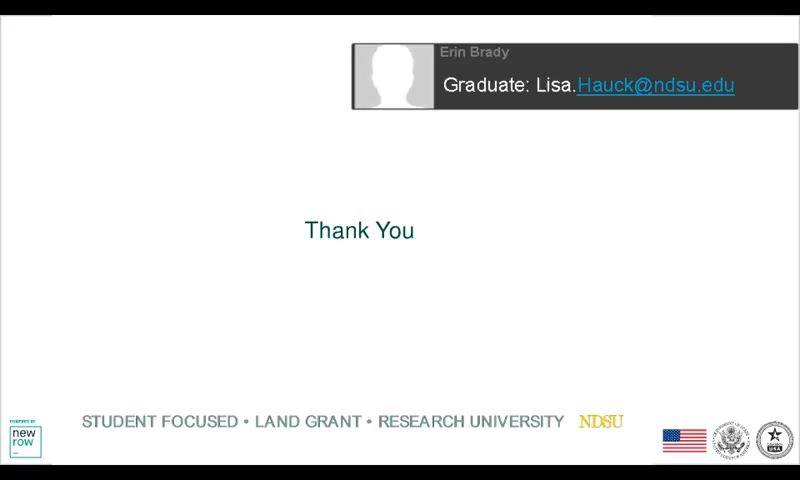 Erin Brady
Graduate: Lisa.Hauck@ndsu.edu
Thank You
STUDENT FOCUSED • LAND GRANT • RESEARCH UNIVERSITY NDSU
POWERED BY
new
row